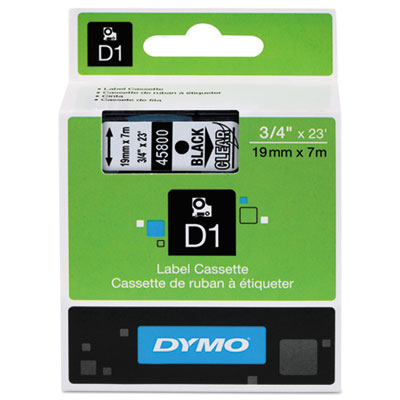 D1
Label Cassette
Cassette de ruban à étiqueter
Cinta
Cassette de fita
19mm x 7m
3/4" x 23'
45800
BLACK
CLEAR
3/4" x 23'
19mm x 7m
D1
Label Cassette
Cassette de ruban à étiqueter
DYMO